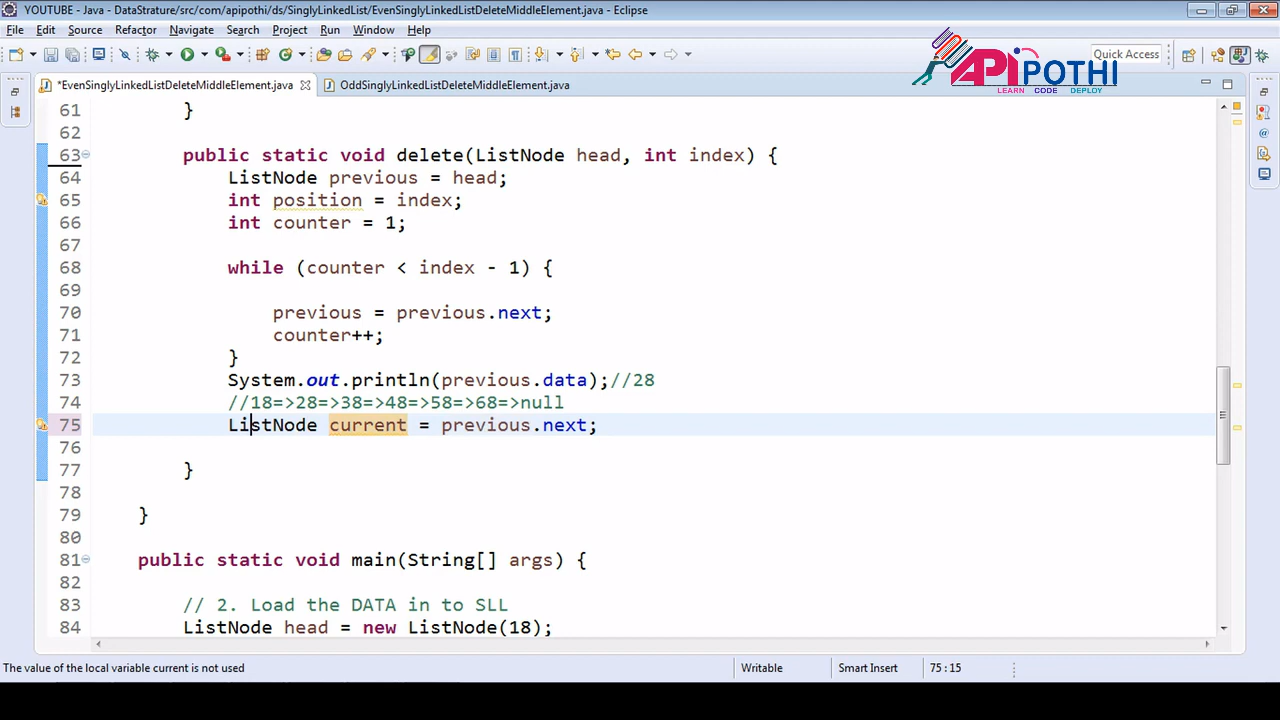 YOUTUBE - Java - DataStrature/src/com/apipothi/ds/SinglyLinkedList/EvenSinglyLinkedListDeleteMiddleElement.java - Eclipse
File Edit Source Refactor Navigate Search Project Run Window Help
Quick Access
APIPOTHI
LEARN CODE DEPLOY
*EvenSinglyLinkedListDeleteMiddleElement.java OddSinglyLinkedListDeleteMiddleElement.java
61 }
62
63 public static void delete(ListNode head, int index) {
64 ListNode previous = head;
65 int position = index;
66 int counter = 1;
67
68 while (counter < index - 1) {
69
70 previous = previous.next;
71 counter++;
72 }
73 System.out.println(previous.data);//28
74 //18=>28=>38=>48=>58=>68=>null
75 ListNode current = previous.next;
76
77 }
78
79 }
80
81 public static void main(String[] args) {
82
83 // 2. Load the DATA in to SLL
84 ListNode head = new ListNode(18);
The value of the local variable current is not used Writable Smart Insert 75 : 15